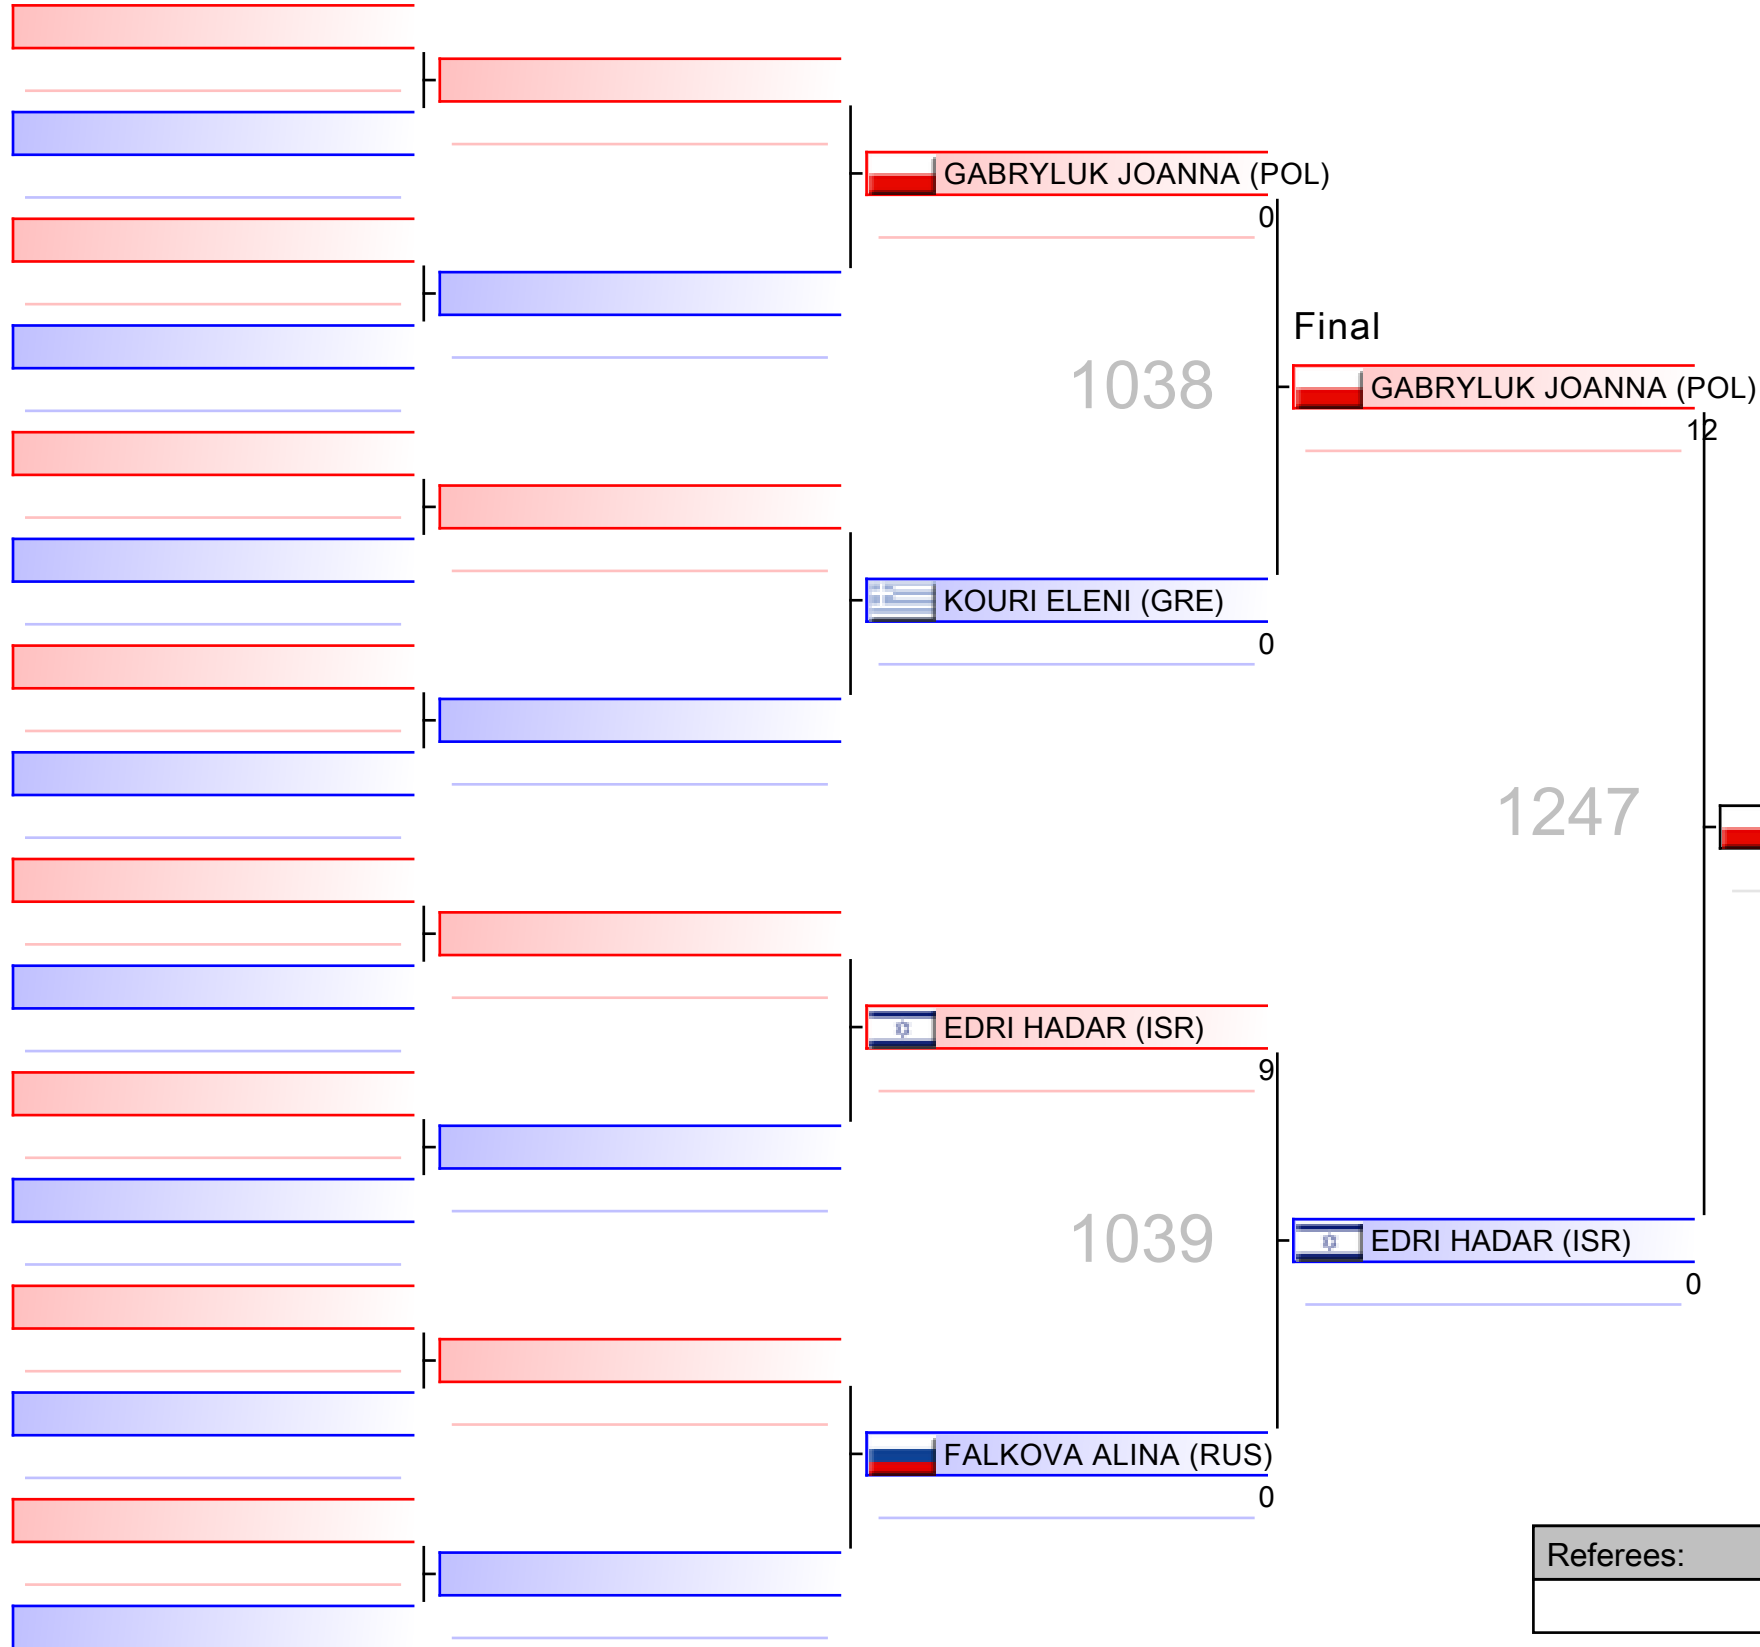 GABRYLUK JOANNA (POL)
0
Final
1038
GABRYLUK JOANNA (POL)
12
KOURI ELENI (GRE)
0
1247
EDRI HADAR (ISR)
9
1039
EDRI HADAR (ISR)
0
FALKOVA ALINA (RUS)
0
Referees: